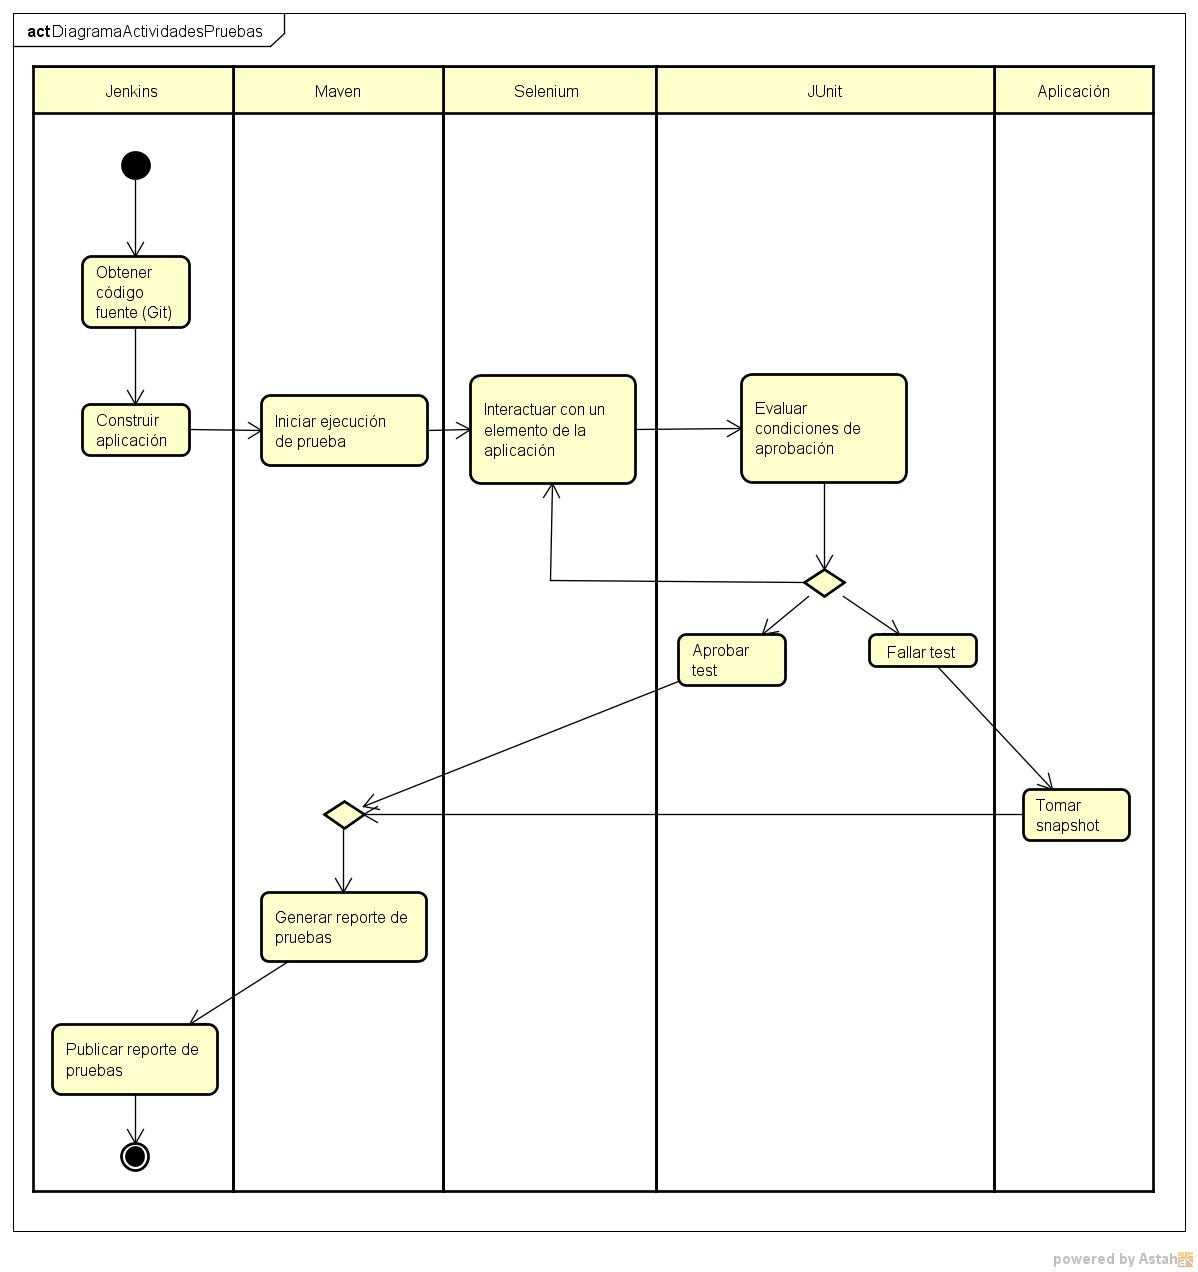 act DiagramaActividadesPruebas
Jenkins
Maven
Selenium
JUnit
Aplicación
Obtener
código
fuente (Git)
Construir
aplicación
Iniciar ejecución
de prueba
Interactuar con un
elemento de la
aplicación
Evaluar
condiciones de
aprobación
Aprobar
test
Fallar test
Tomar
snapshot
Generar reporte de
pruebas
Publicar reporte de
pruebas
powered by Astah